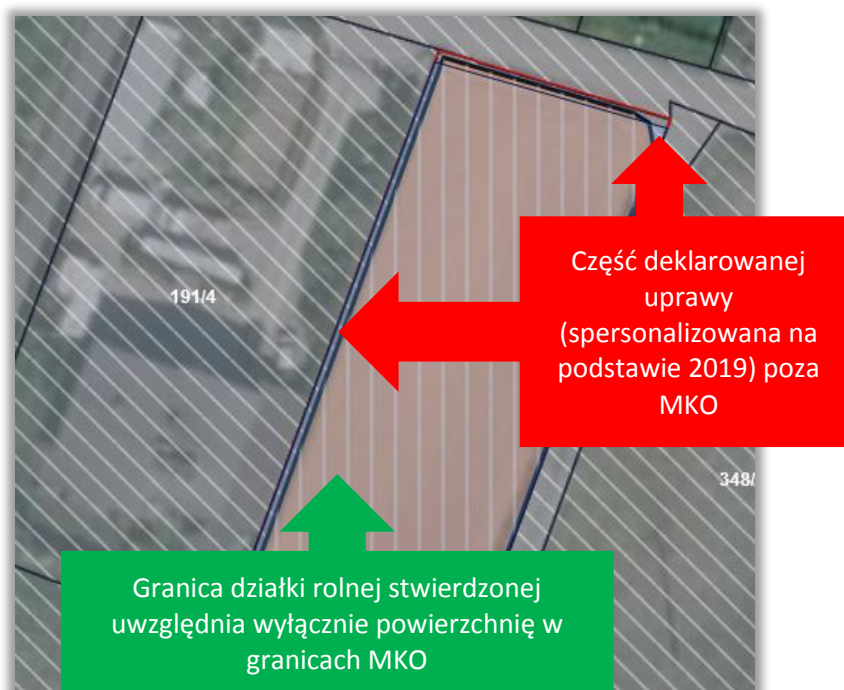 Część deklarowanej
uprawy
(spersonalizowana na
podstawie 2019) poza
MKO
191/4
348/
Granica działki rolnej stwierdzonej
uwzględnia wyłącznie powierzchnię w
granicach MKO